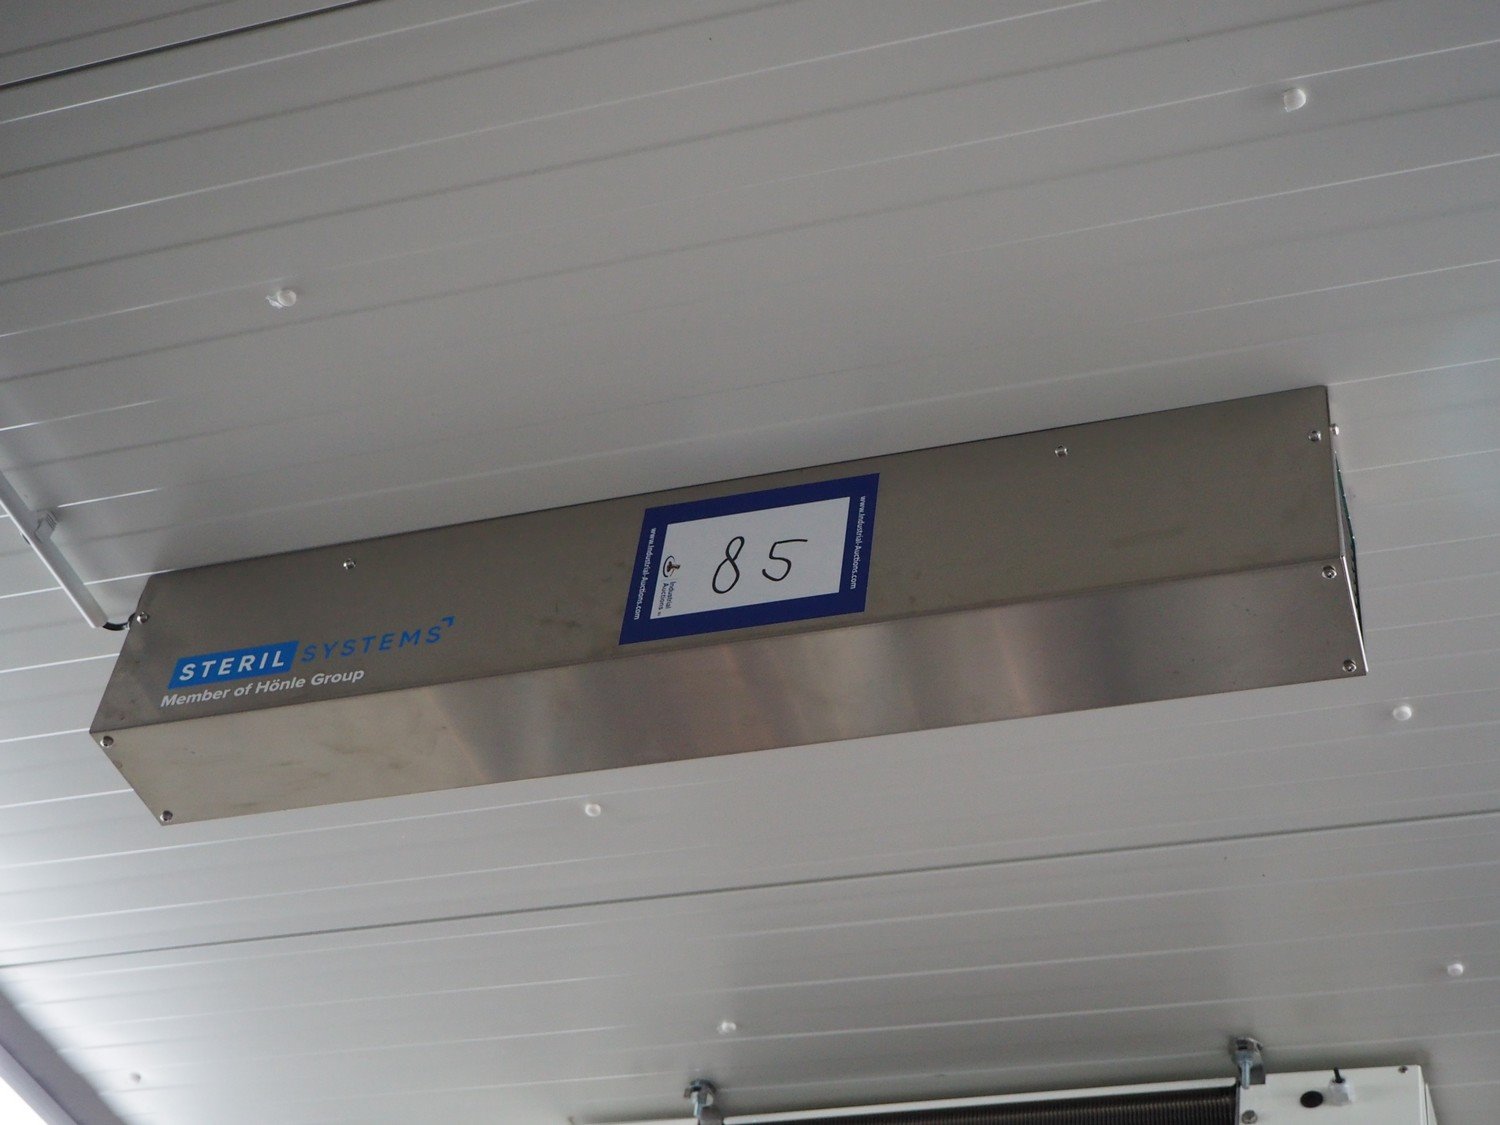 STERIL SYSTEMS
Member of Hönle Group
www.Industrial-Auctions.com
Industrial
Auctions
85
www.Industrial-Auctions.com